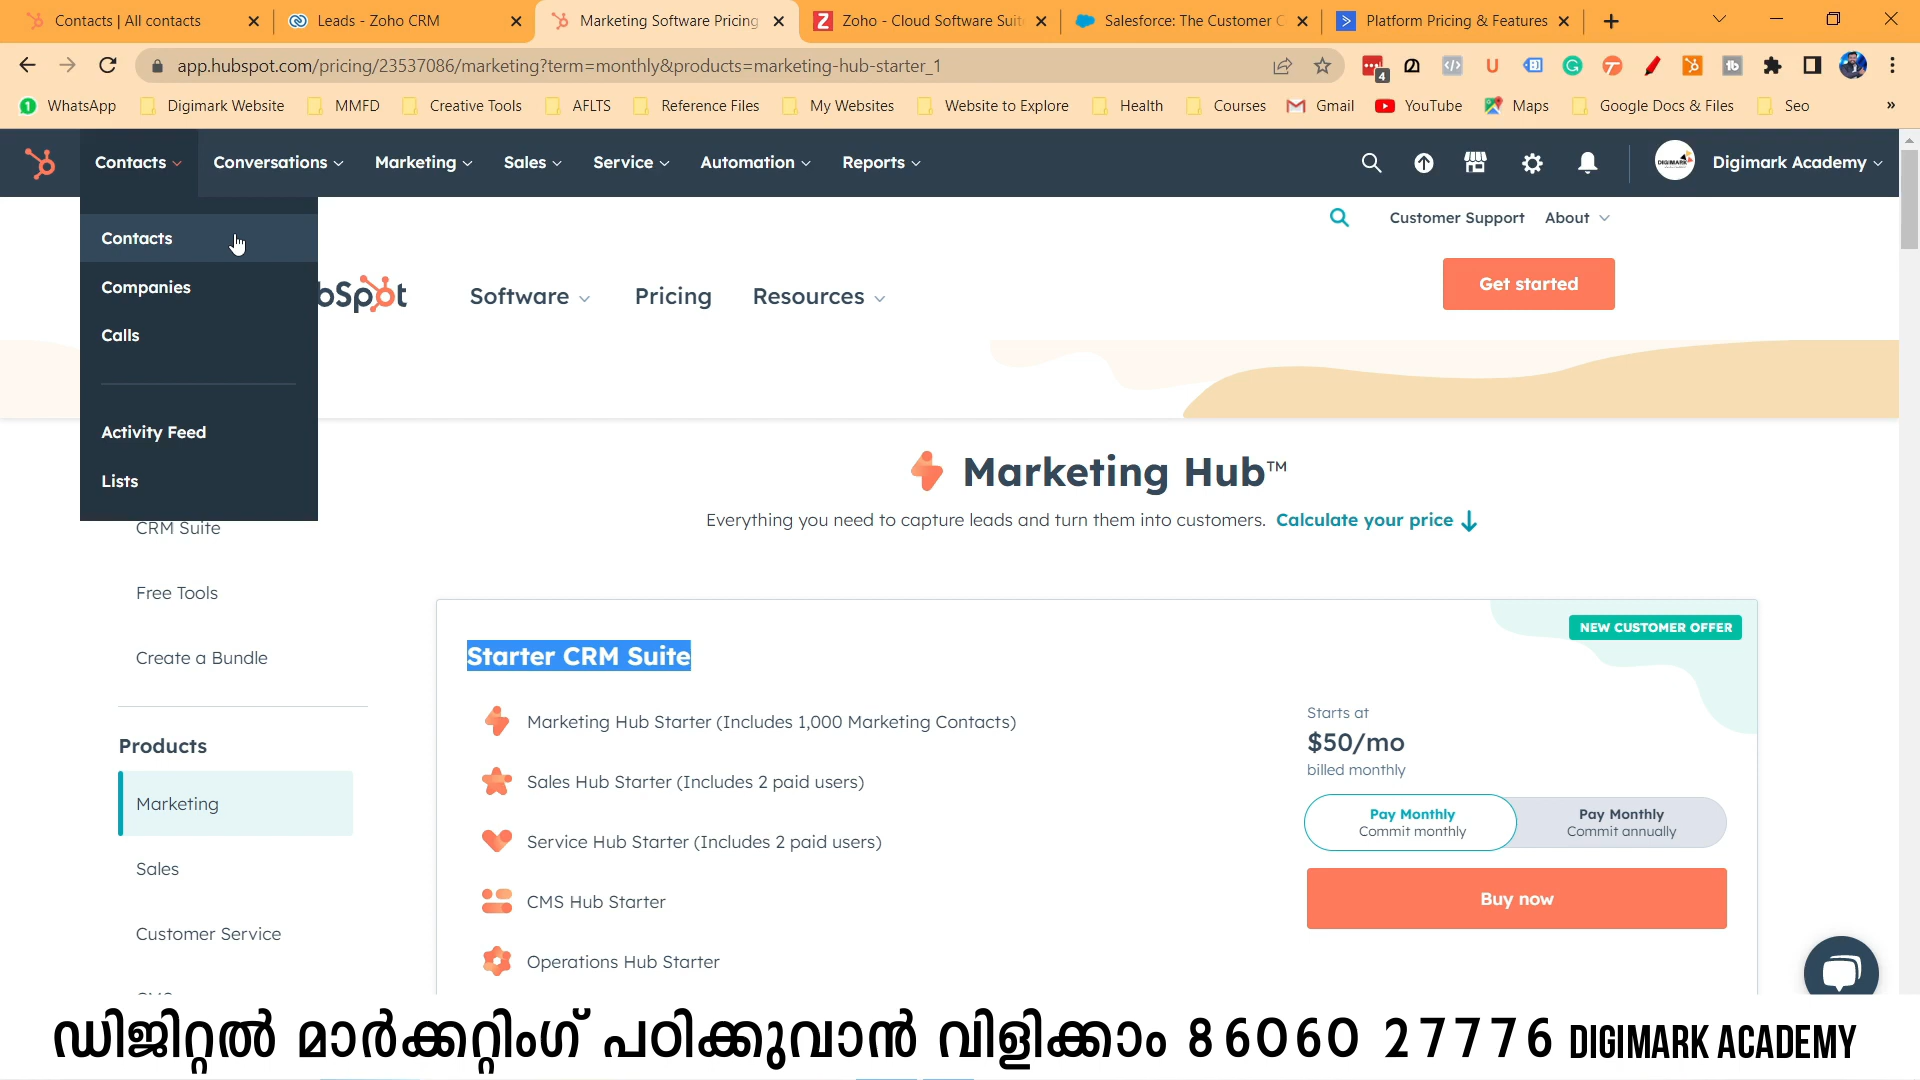 Contacts | All contacts
Leads - Zoho CRM
Marketing Software Pricing
Zoho - Cloud Software Suit
Salesforce: The Customer C
Platform Pricing & Features
app.hubspot.com/pricing/23537086/marketing?term=monthly&products=marketing-hub-starter_1
4
WhatsApp
Digimark Website
MMFD
Creative Tools
AFLTS
Reference Files
My Websites
Website to Explore
Health
Courses
Gmail
YouTube
Maps
Google Docs & Files
Seo
Contacts
Conversations
Marketing
Sales
Service
Automation
Reports
Digimark Academy
Contacts
Companies
Calls
Activity Feed
Lists
Customer Support
About
bSpot
Software
Pricing
Resources
Get started
Marketing Hub™
Everything you need to capture leads and turn them into customers. Calculate your price
CRM Suite
Free Tools
Create a Bundle
Products
Marketing
Sales
Customer Service
NEW CUSTOMER OFFER
Starter CRM Suite
Marketing Hub Starter (Includes 1,000 Marketing Contacts)
Sales Hub Starter (Includes 2 paid users)
Service Hub Starter (Includes 2 paid users)
CMS Hub Starter
Operations Hub Starter
Starts at
$50/mo
billed monthly
Pay Monthly
Commit monthly
Pay Monthly
Commit annually
Buy now
ഡിജിറ്റൽ മാർക്കറ്റിംഗ് പഠിക്കുവാൻ വിളിക്കാം 86060 27776 DIGIMARK ACADEMY